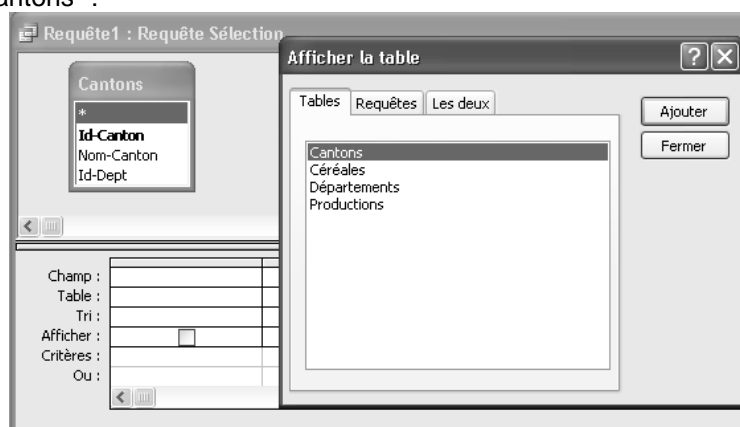 antons" :
Requête1 : Requête Sélection
Cantons
*
Id-Canton
Nom-Canton
Id-Dept
Afficher la table
Tables Requêtes Les deux
Cantons
Céréales
Départements
Productions
Ajouter
Fermer
Champ :
Table :
Tri :
Afficher :
Critères :
Ou :